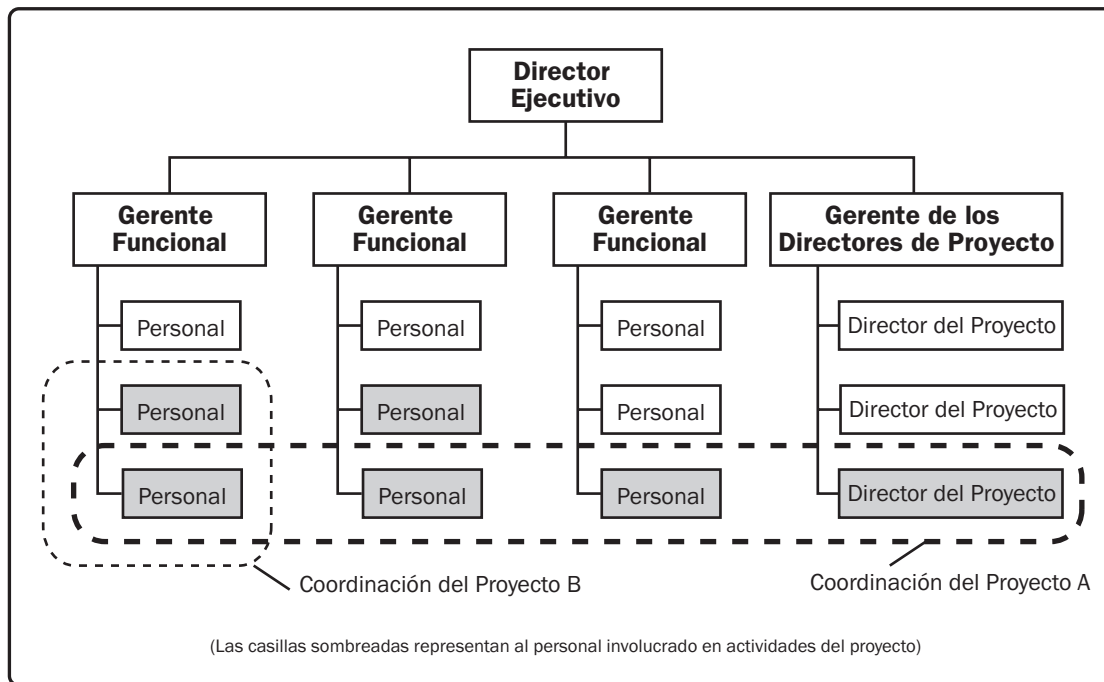 Director
Ejecutivo
Gerente
Funcional
Gerente
Funcional
Gerente
Funcional
Gerente de los
Directores de Proyecto
Personal
Personal
Personal
Director del Proyecto
Personal
Personal
Personal
Director del Proyecto
Personal
Personal
Personal
Director del Proyecto
Coordinación del Proyecto B
Coordinación del Proyecto A
(Las casillas sombreadas representan al personal involucrado en actividades del proyecto)